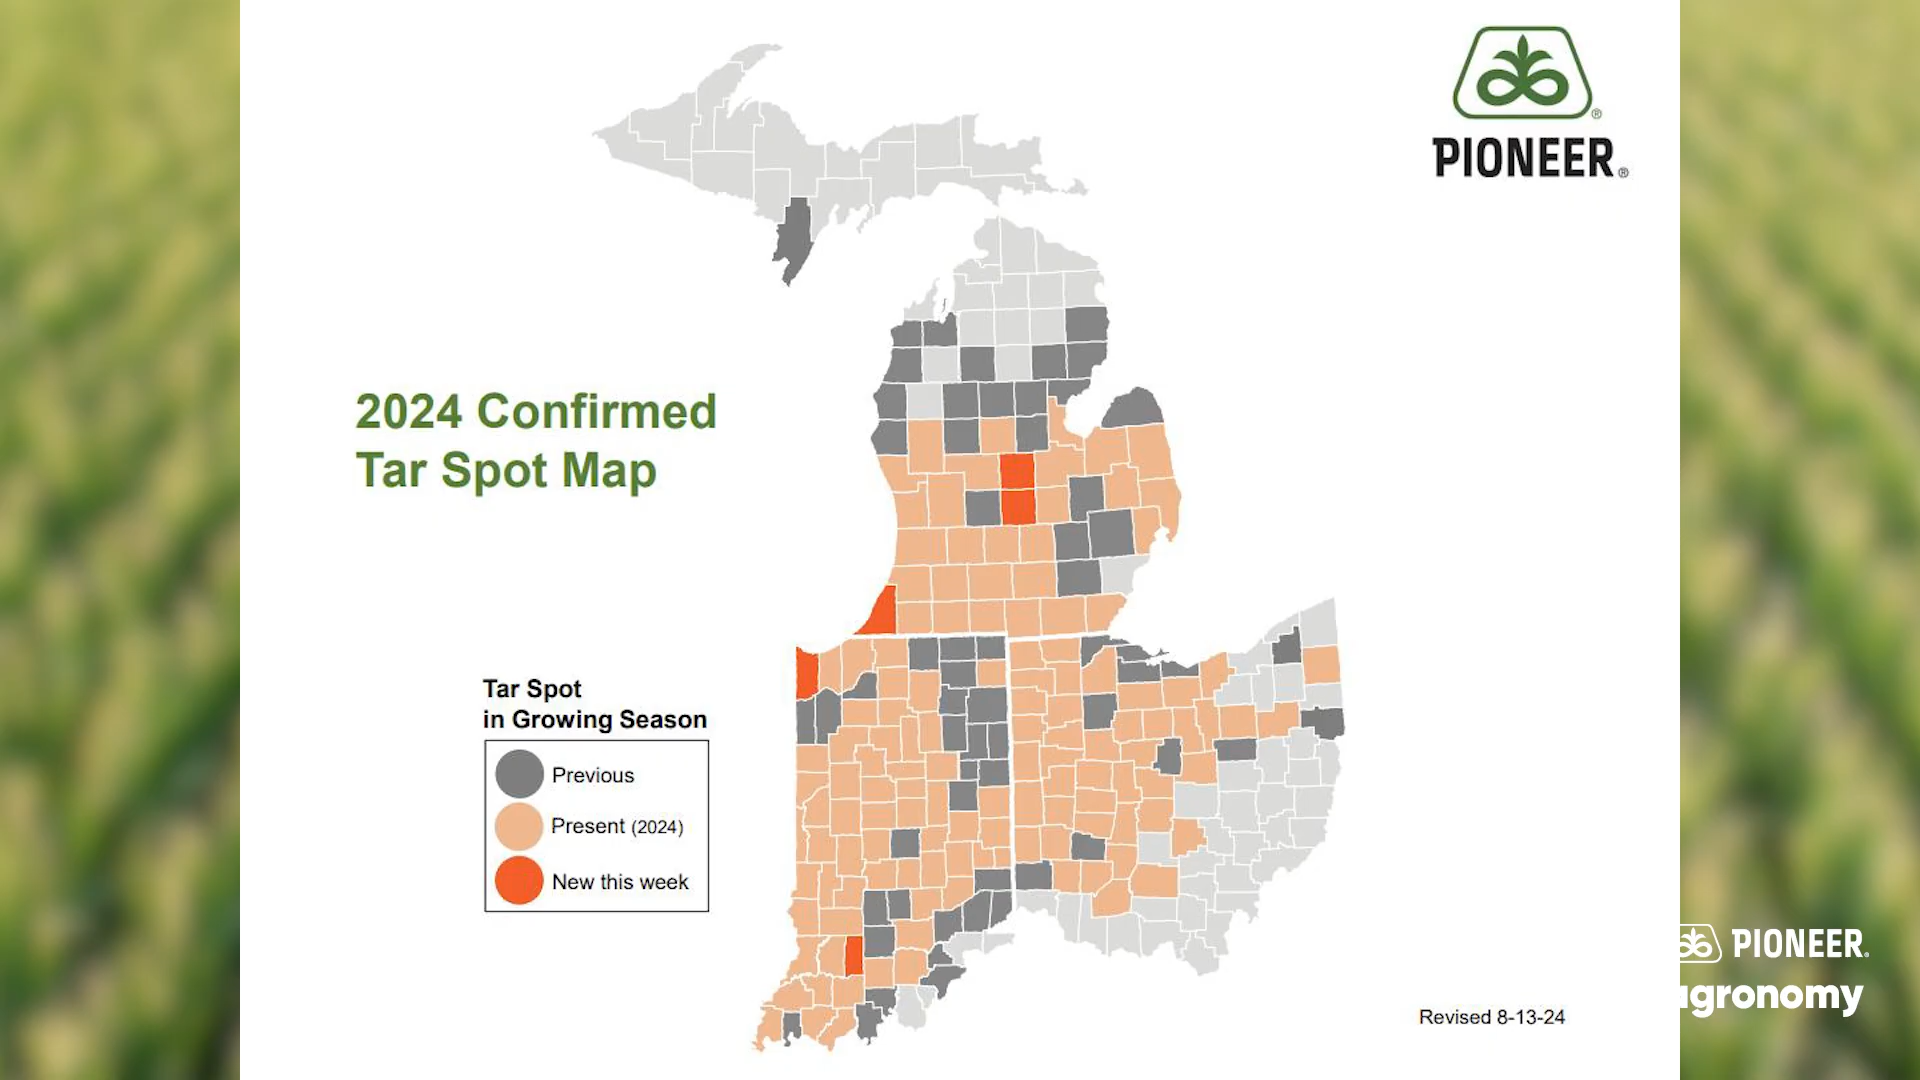 PIONEER®
2024 Confirmed
Tar Spot Map
Tar Spot
in Growing Season
Previous
Present (2024)
New this week
Revised 8-13-24
PIONEER®
agronomy